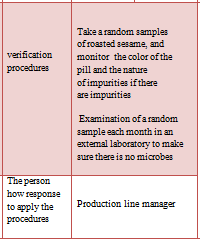 verification
procedures
Take a random samples
of roasted sesame, and
monitor the color of the
pill and the nature
of impurities if there
are impurities
Examination of a random
sample each month in an
external laboratory to make
sure there is no microbes
The person
how response
to apply the
procedures
Production line manager